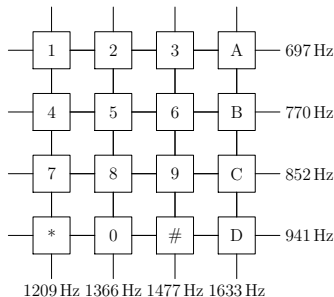 1 2 3 A 697 Hz
4 5 6 B 770 Hz
7 8 9 C 852 Hz
* 0 # D 941 Hz
1209 Hz 1366 Hz 1477 Hz 1633 Hz